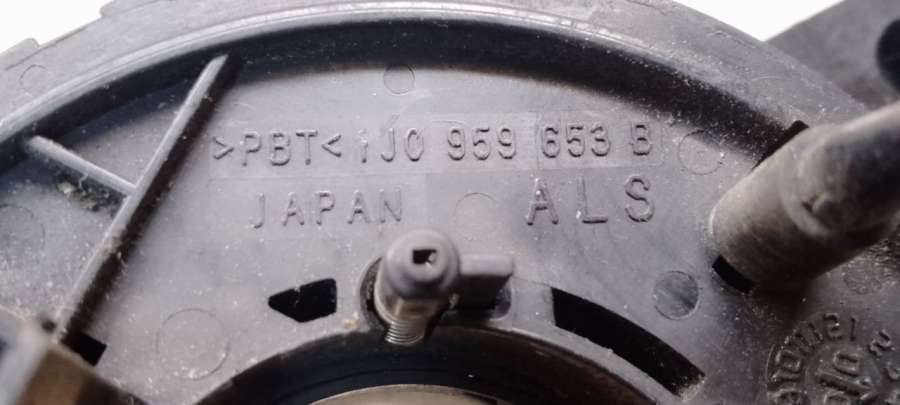 >PBT< 1J0 959 653 B
JAPAN ALS